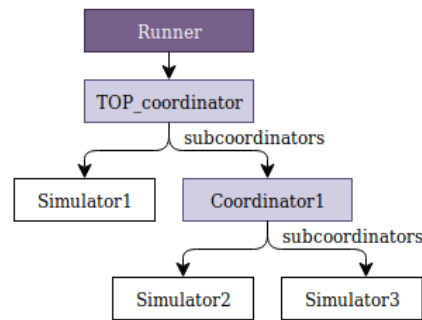 Runner
TOP_coordinator
subcoordinators
Simulator1
Coordinator1
subcoordinators
Simulator2
Simulator3